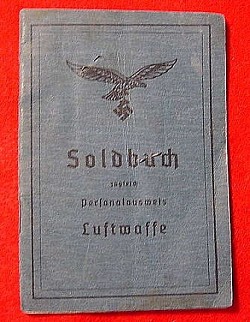 Soldbuch
zugleich
Personalausweis
Luftwaffe